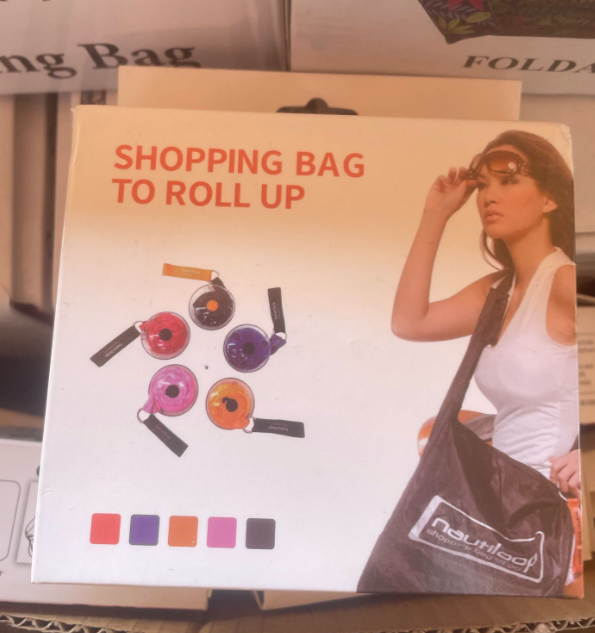 ng Bag
FOLDA
SHOPPING BAG
TO ROLL UP
nautiloop